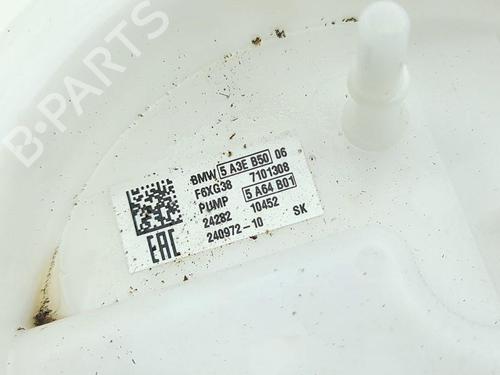 B-PARTS
BMW 5 A3E B50 06
F6XG38 7101308
PUMP 5 A64 B01
24282 10452
240972-10 SK
EAC